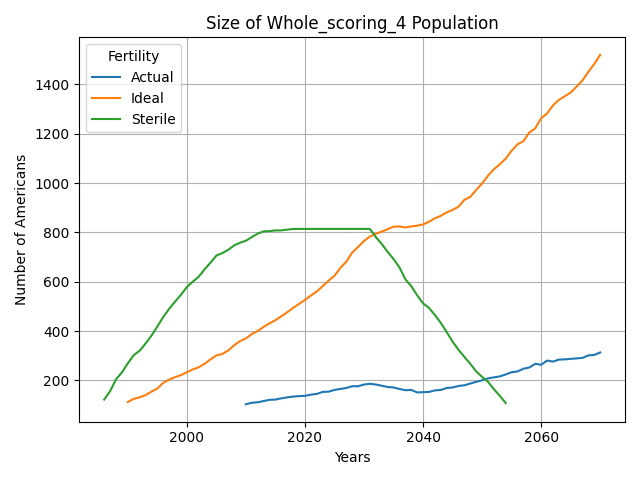 Size of Whole_scoring_4 Population
Fertility
Actual
Ideal
Sterile
Number of Americans
1400
1200
1000
800
600
400
200
2000
2020
2040
2060
Years